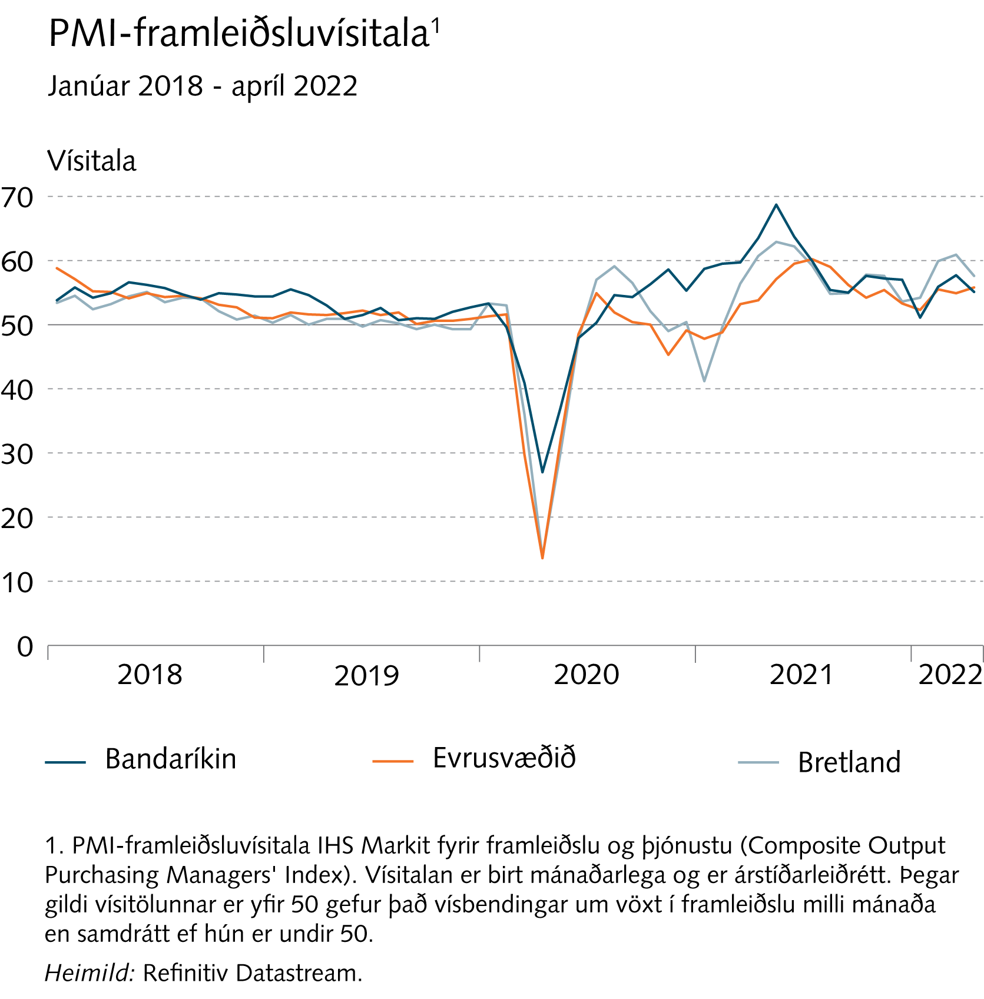 PMI-framleiðsluvísitala¹
Janúar 2018 - apríl 2022
Vísitala
70
60
50
40
30
20
10
0
2018 2019 2020 2021 2022
Bandaríkin Evrusvæðið Bretland
1. PMI-framleiðsluvísitala IHS Markit fyrir framleiðslu og þjónustu (Composite Output
Purchasing Managers' Index). Vísitalan er birt mánaðarlega og er árstíðarleiðrétt. Þegar
gildi vísitölunnar er yfir 50 gefur það vísbendingar um vöxt í framleiðslu milli mánaða
en samdrátt ef hún er undir 50.
Heimild: Refinitiv Datastream.